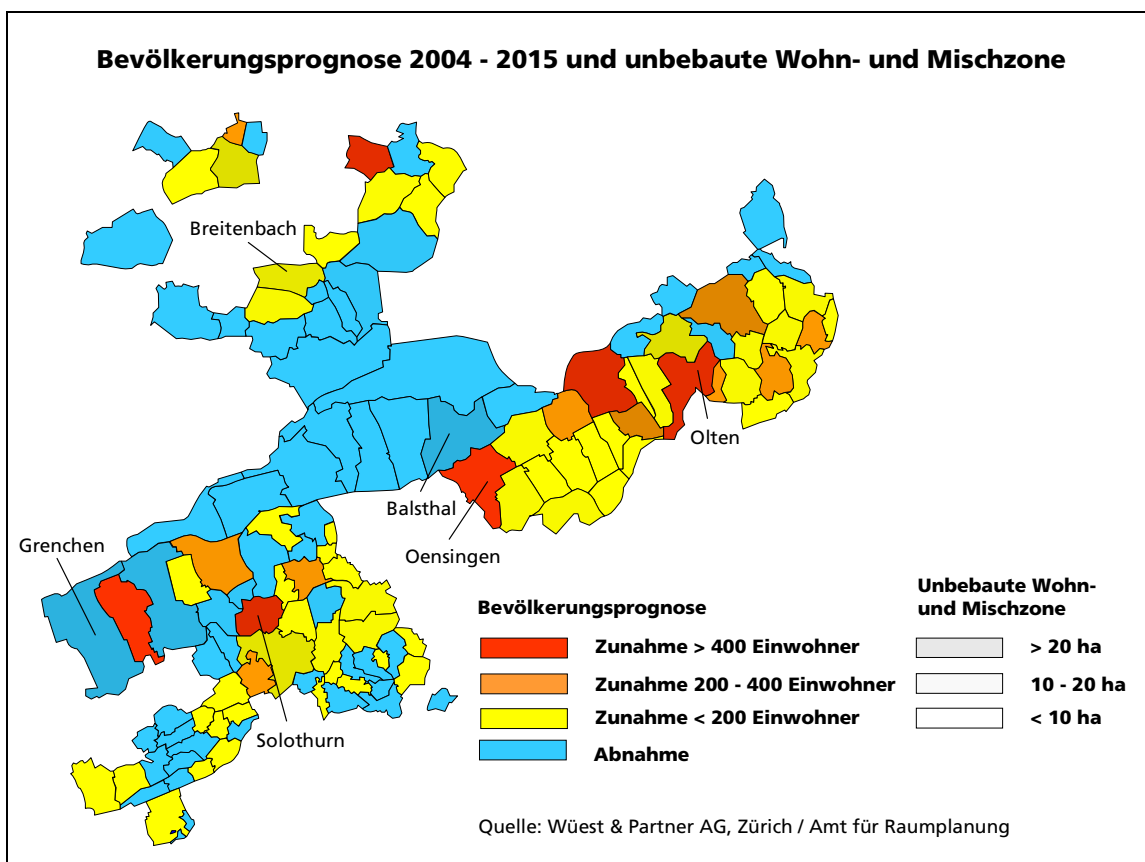 Bevölkerungsprognose 2004 - 2015 und unbebaute Wohn- und Mischzone
Breitenbach
Olten
Balsthal
Oensingen
Grenchen
Solothurn
Bevölkerungsprognose
Zunahme > 400 Einwohner
Zunahme 200 - 400 Einwohner
Zunahme < 200 Einwohner
Abnahme
Unbebaute Wohn-
und Mischzone
> 20 ha
10 - 20 ha
< 10 ha
Quelle: Wüest & Partner AG, Zürich / Amt für Raumplanung